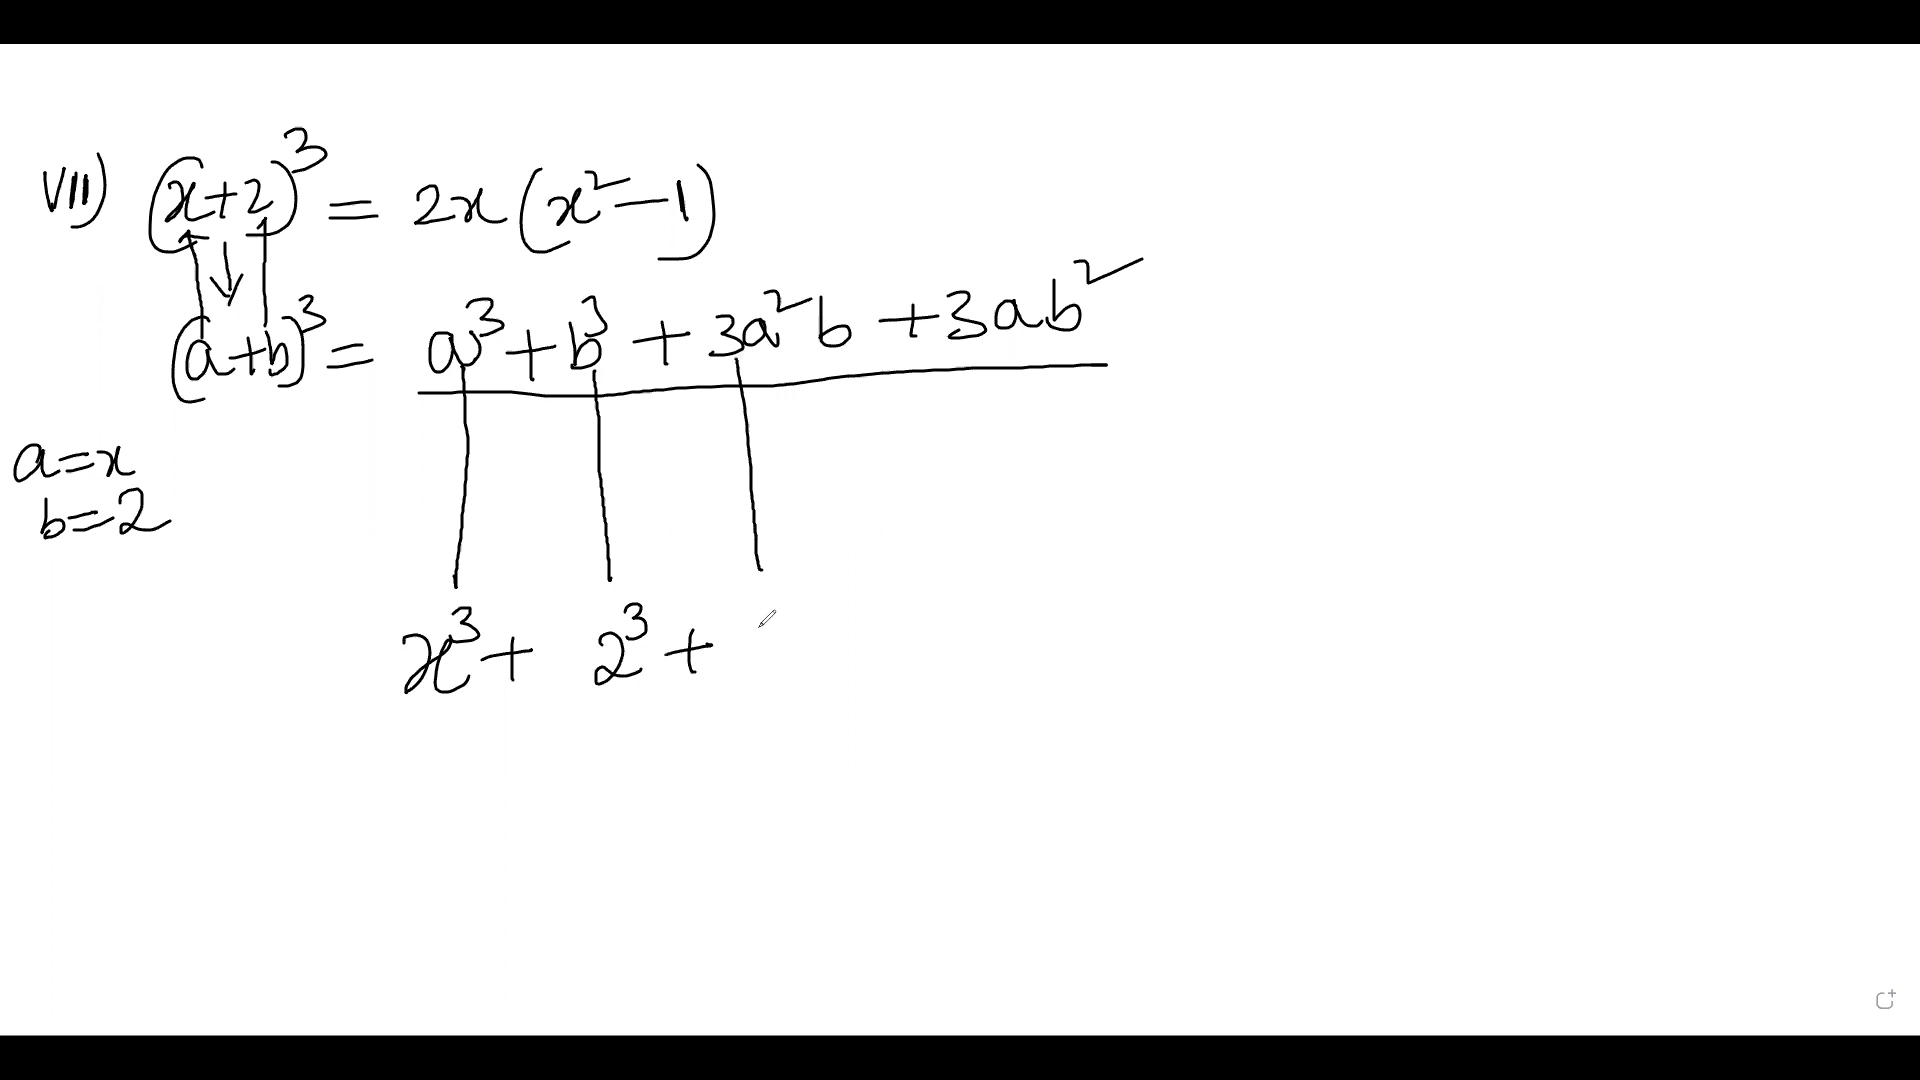 VII) (x+2)³ = 2x(x²-1)
(a+b)³ = a³+b³+3a²b+3ab²
a=x
b=2
x³+ 2³+